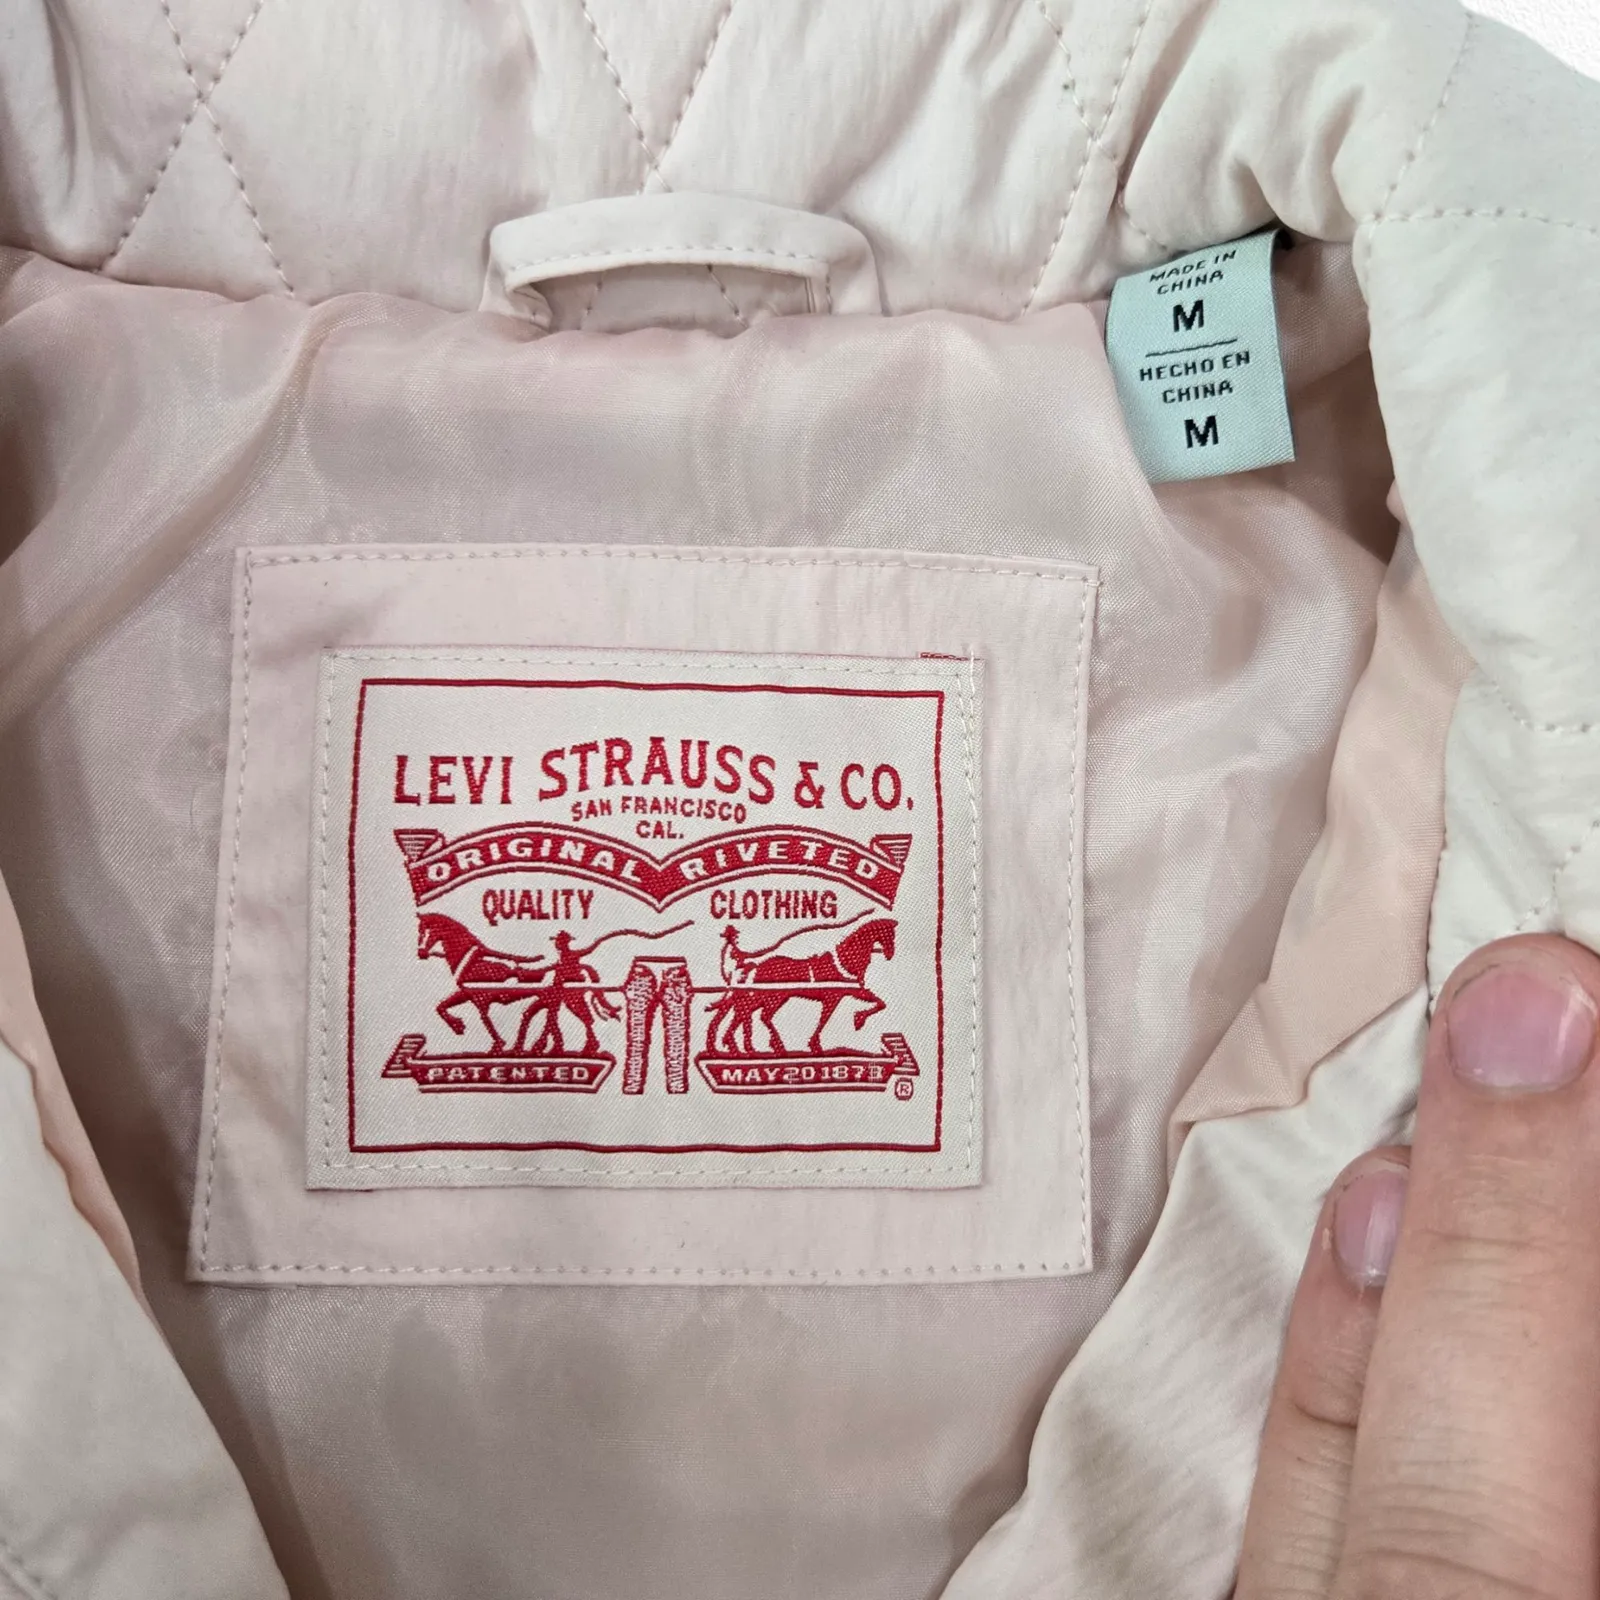 MADE IN
CHINA
M
HECHO EN
CHINA
M
LEVI STRAUSS & CO.
SAN FRANCISCO
CAL.
ORIGINAL RIVETED
QUALITY CLOTHING
PATENTED MAY 20 1873
®